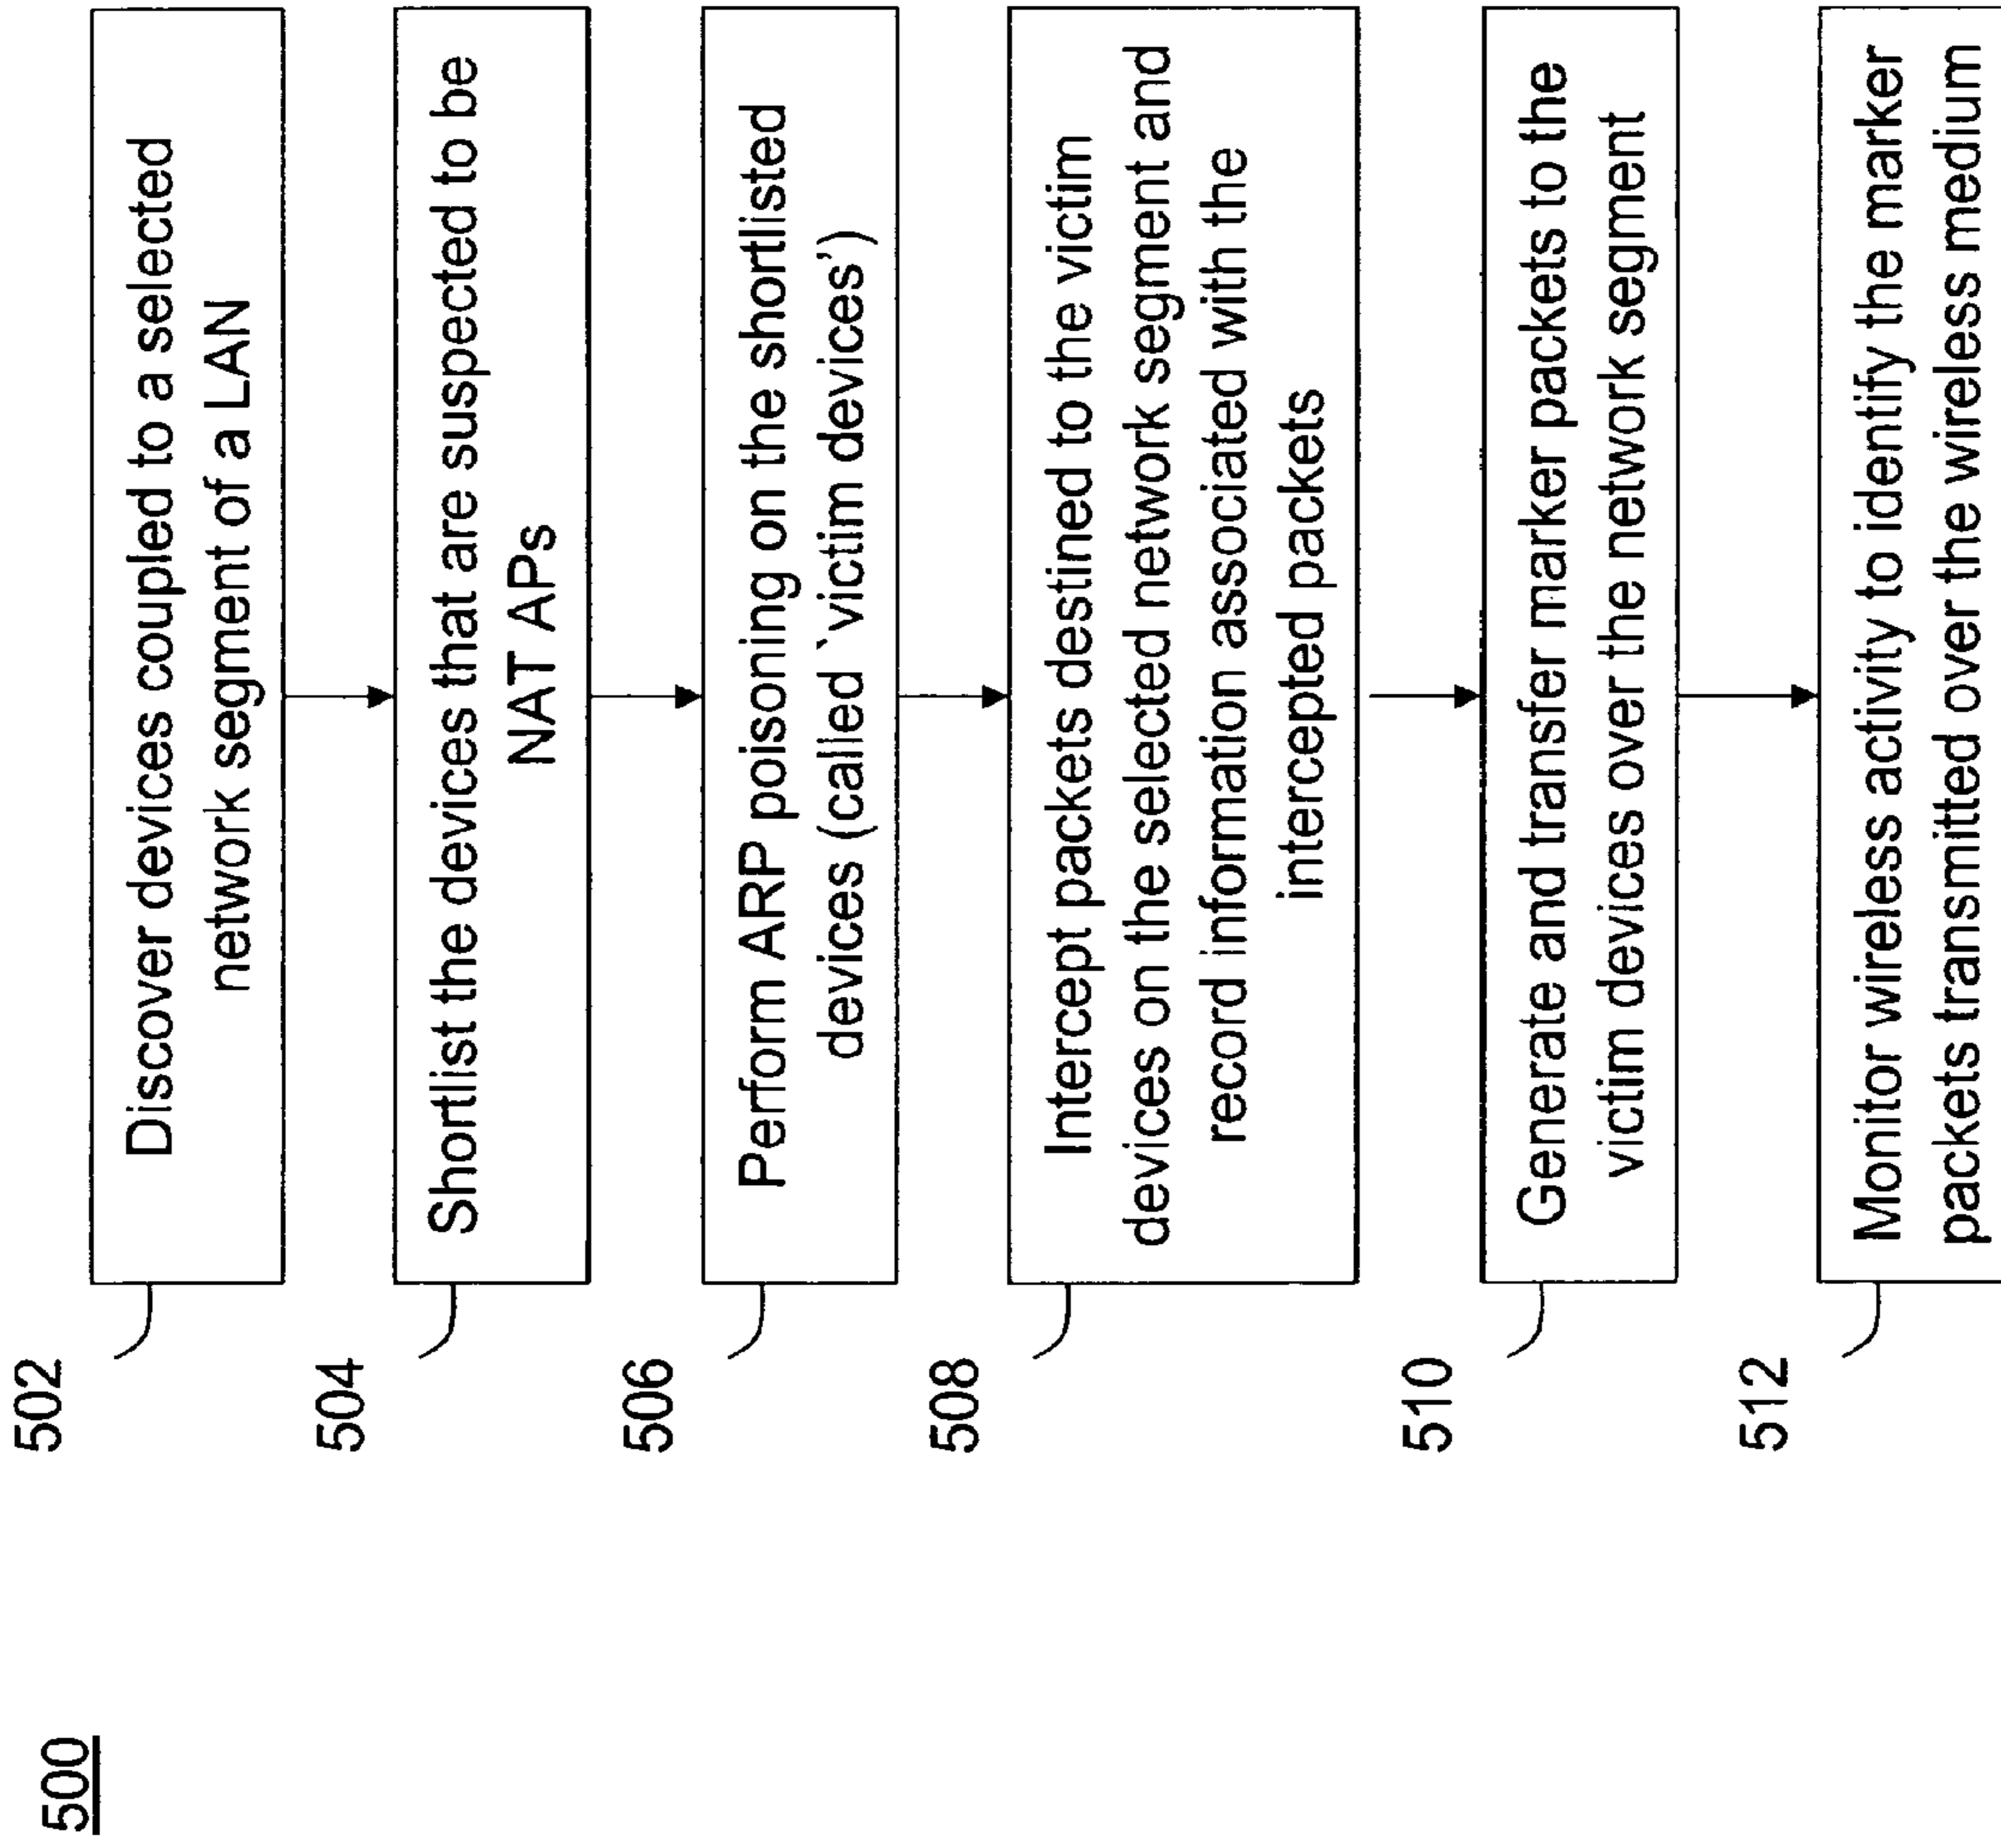 500
502
Discover devices coupled to a selected
network segment of a LAN
504
Shortlist the devices that are suspected to be
NAT APs
506
Perform ARP poisoning on the shortlisted
devices (called `victim devices')
508
Intercept packets destined to the victim
devices on the selected network segment and
record information associated with the
intercepted packets
510
Generate and transfer marker packets to the
victim devices over the network segment
512
Monitor wireless activity to identify the marker
packets transmitted over the wireless medium